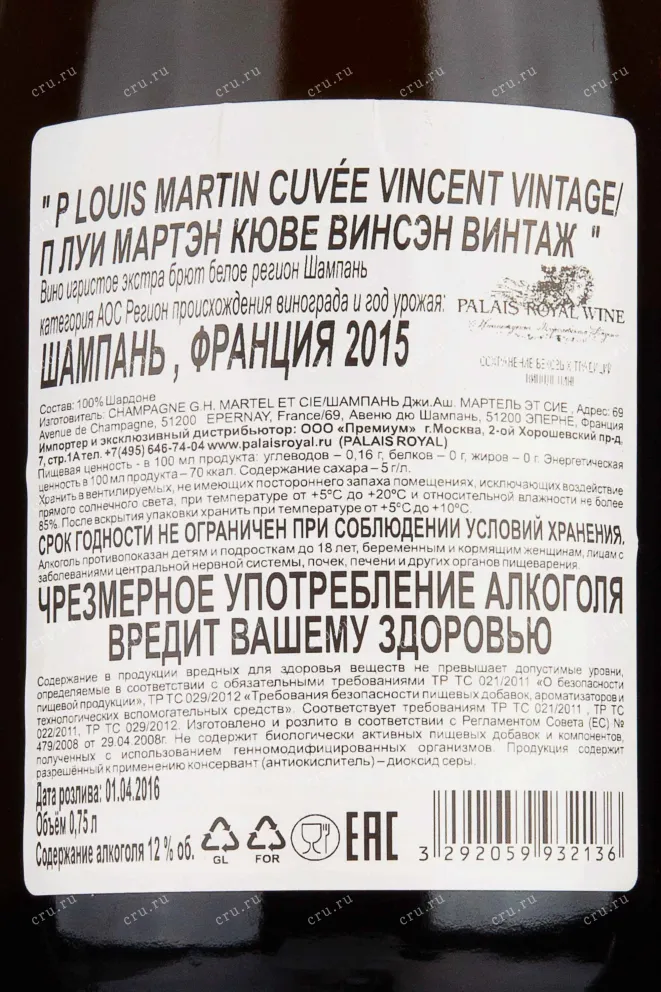 " P LOUIS MARTIN CUVÉE VINCENT VINTAGE/
П ЛУИ МАРТЭН КЮВЕ ВИНСЭН ВИНТАЖ "
Вино игристое экстра брют белое регион Шампань
категория АОС Регион происхождения винограда и год урожая:
ШАМПАНЬ , ФРАНЦИЯ 2015
PALAIS ROYAL WINE
Состав: 100% Шардоне
Изготовитель: CHAMPAGNE G.H. MARTEL ET CIE/ШАМПАНЬ Джи.Аш. МАРТЕЛЬ ЭТ СИЕ , Адрес: 69
Avenue de Champagne, 51200 EPERNAY, France/69, Авеню дю Шампань, 51200 ЭПЕРНЕ, Франция
Импортер и эксклюзивный дистрибьютор: ООО «Премиум» г.Москва, 2-ой Хорошевский пр-д,
7, стр.1А тел. +7(495) 646-74-04 www.palaisroyal.ru (PALAIS ROYAL)
Пищевая ценность - в 100 мл продукта: углеводов – 0,16 г, белков – 0 г, жиров – 0 г. Энергетическая
ценность в 100 мл продукта – 70 ккал. Содержание сахара – 5 г/л.
Хранить в вентилируемых, не имеющих постороннего запаха помещениях, исключающих воздействие
прямого солнечного света, при температуре от +5°С до +20°С и относительной влажности не более
85%. После вскрытия упаковки хранить при температуре от +5°С до +10°С.
СРОК ГОДНОСТИ НЕ ОГРАНИЧЕН ПРИ СОБЛЮДЕНИИ УСЛОВИЙ ХРАНЕНИЯ.
Алкоголь противопоказан детям и подросткам до 18 лет, беременным и кормящим женщинам, лицам с
заболеваниями центральной нервной системы, почек, печени и других органов пищеварения.
ЧРЕЗМЕРНОЕ УПОТРЕБЛЕНИЕ АЛКОГОЛЯ
ВРЕДИТ ВАШЕМУ ЗДОРОВЬЮ
Содержание в продукции вредных для здоровья веществ не превышает допустимые уровни,
определяемые в соответствии с обязательными требованиями ТР ТС 021/2011 «О безопасности
пищевой продукции», ТР ТС 029/2012 «Требования безопасности пищевых добавок, ароматизаторов и
технологических вспомогательных средств». Соответствует требованиям ТР ТС 021/2011 , ТР ТС
022/2011, ТР ТС 029/2012. Изготовлено и розлито в соответствии с Регламентом Совета (ЕС) №
479/2008 от 29.04.2008г. Не содержит биологически активных пищевых добавок и компонентов,
полученных с использованием генномодифицированных организмов. Продукция содержит
разрешённый к применению консервант (антиокислитель) – диоксид серы.
Дата розлива: 01.04.2016
Объём 0,75 л
Содержание алкоголя 12 % об.
GL FOR EAC
3 292059 932136
cru.ru